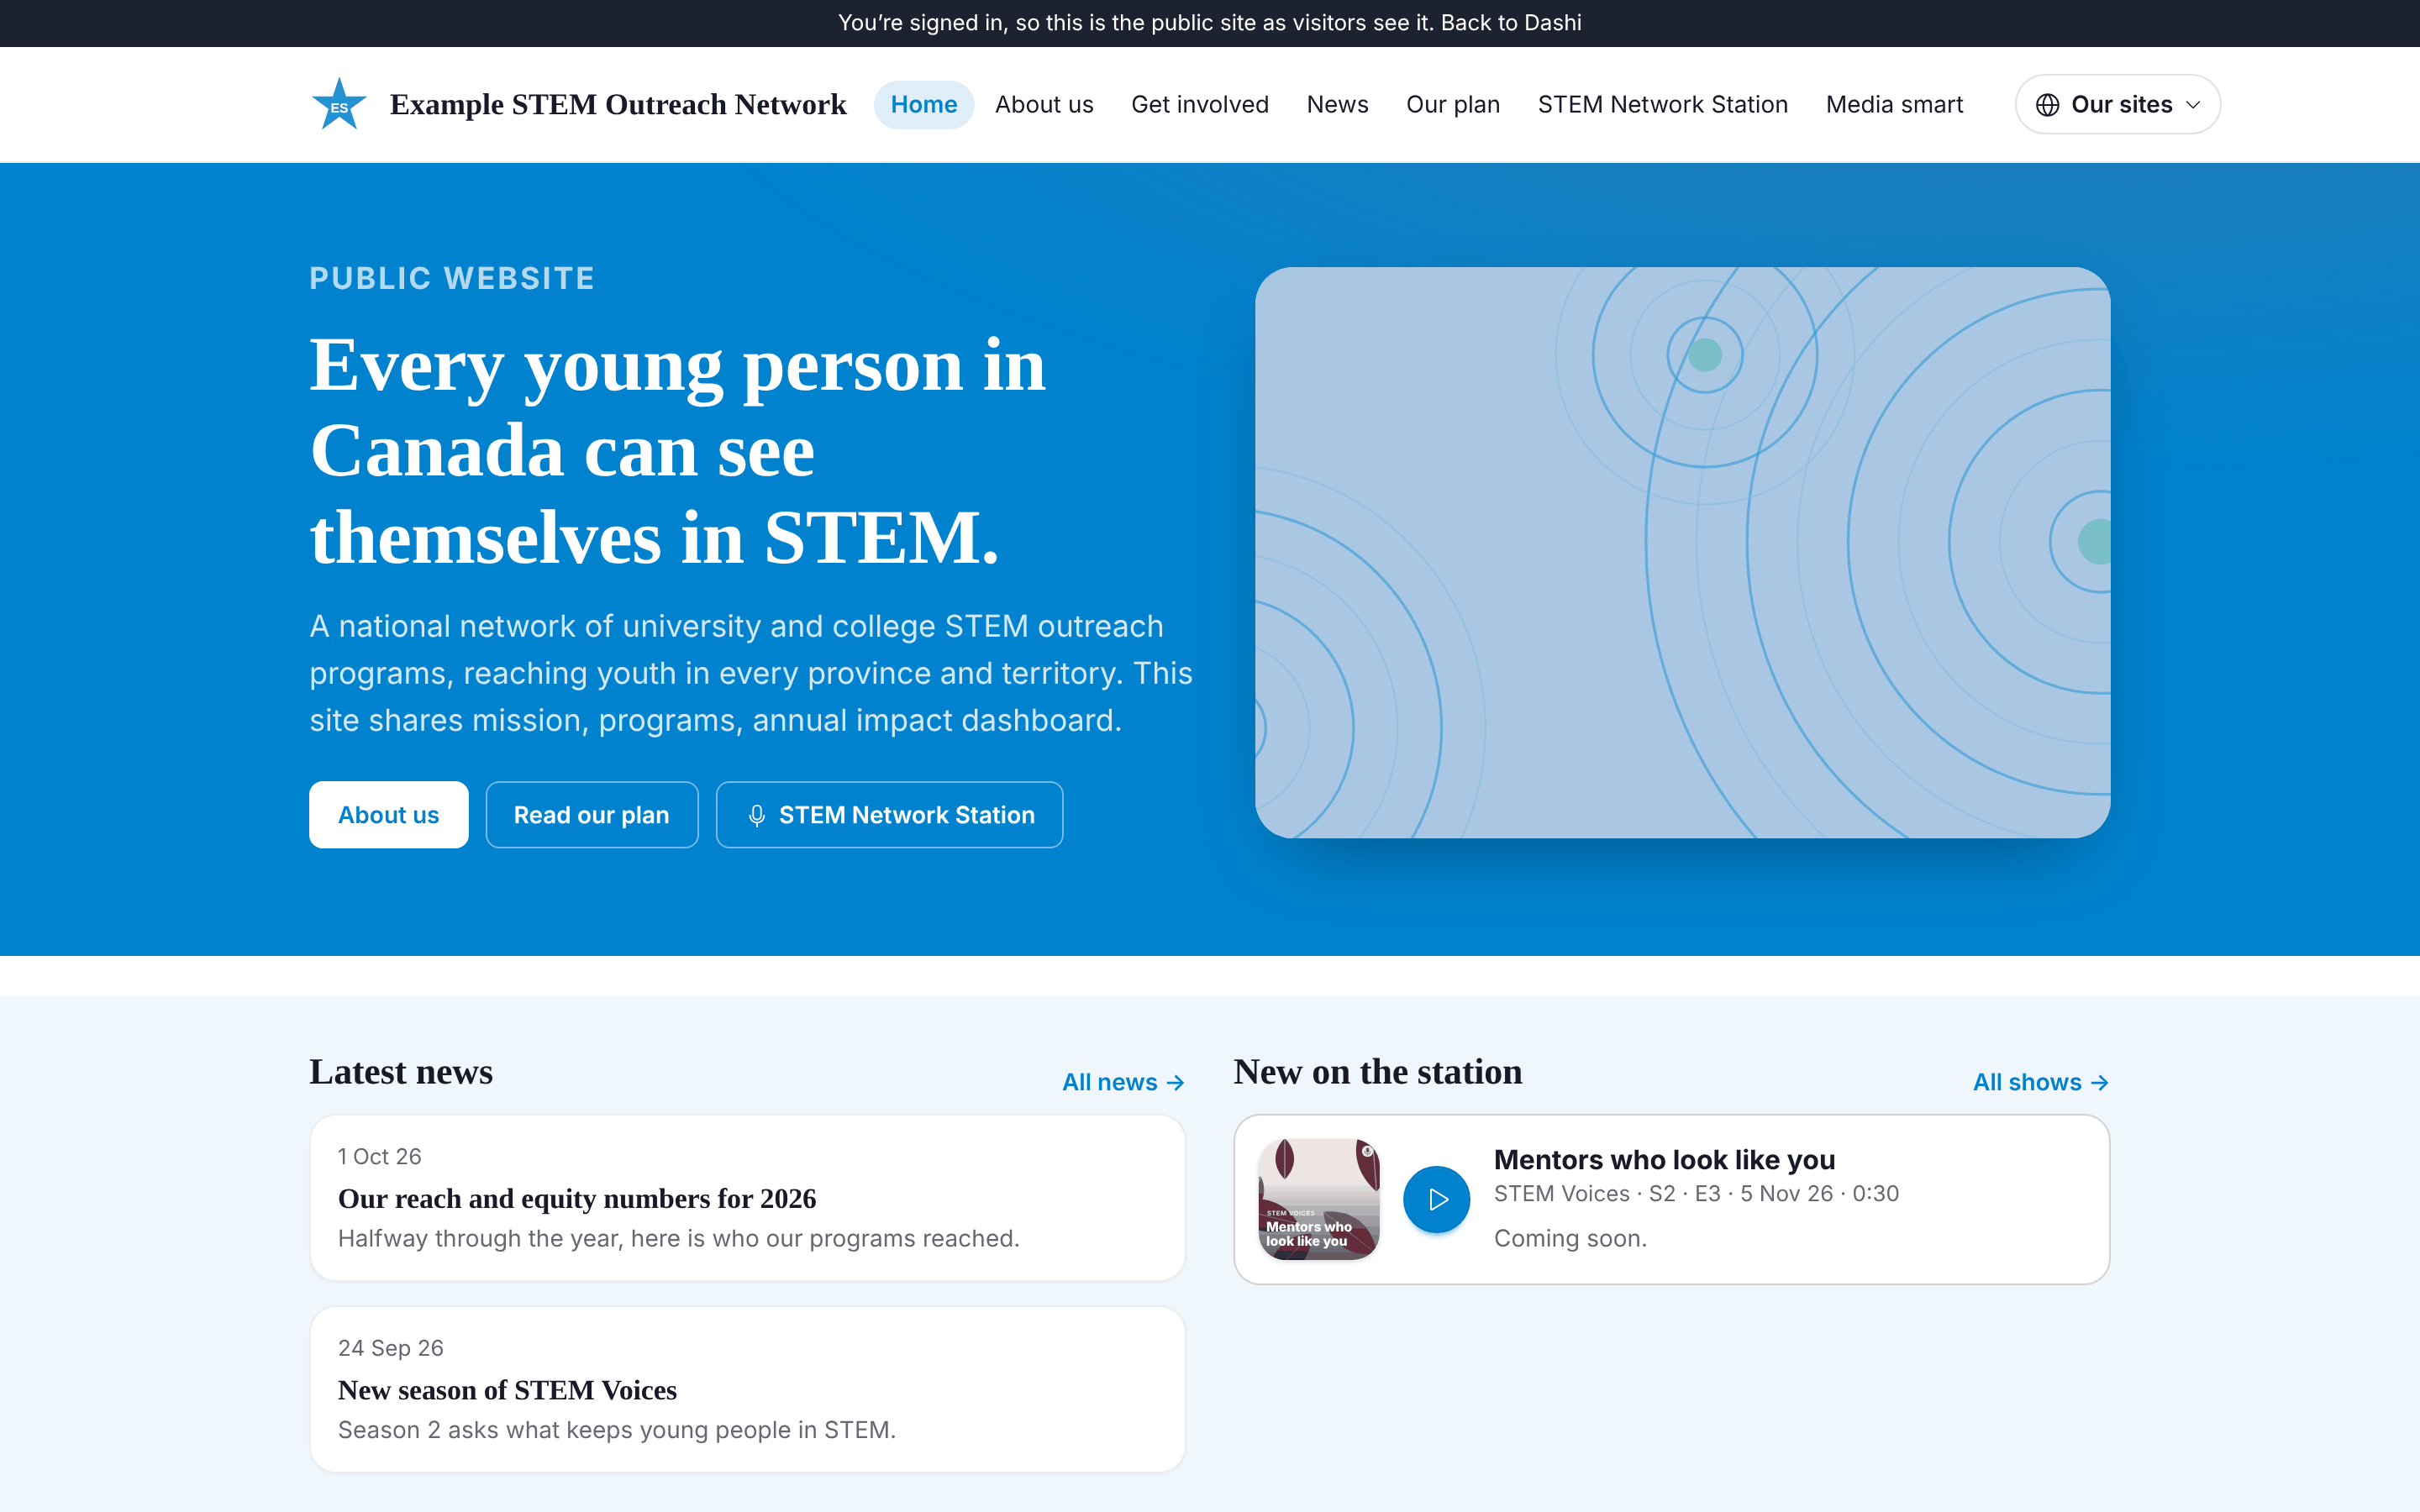 You’re signed in, so this is the public site as visitors see it. Back to Dashi
ES
Example STEM Outreach Network
Home
About us
Get involved
News
Our plan
STEM Network Station
Media smart
Our sites
PUBLIC WEBSITE
Every young person in
Canada can see
themselves in STEM.
A national network of university and college STEM outreach
programs, reaching youth in every province and territory. This
site shares mission, programs, annual impact dashboard.
About us
Read our plan
STEM Network Station
Latest news
All news →
1 Oct 26
Our reach and equity numbers for 2026
Halfway through the year, here is who our programs reached.
24 Sep 26
New season of STEM Voices
Season 2 asks what keeps young people in STEM.
New on the station
All shows →
STEM VOICES
Mentors who
look like you
Mentors who look like you
STEM Voices · S2 · E3 · 5 Nov 26 · 0:30
Coming soon.